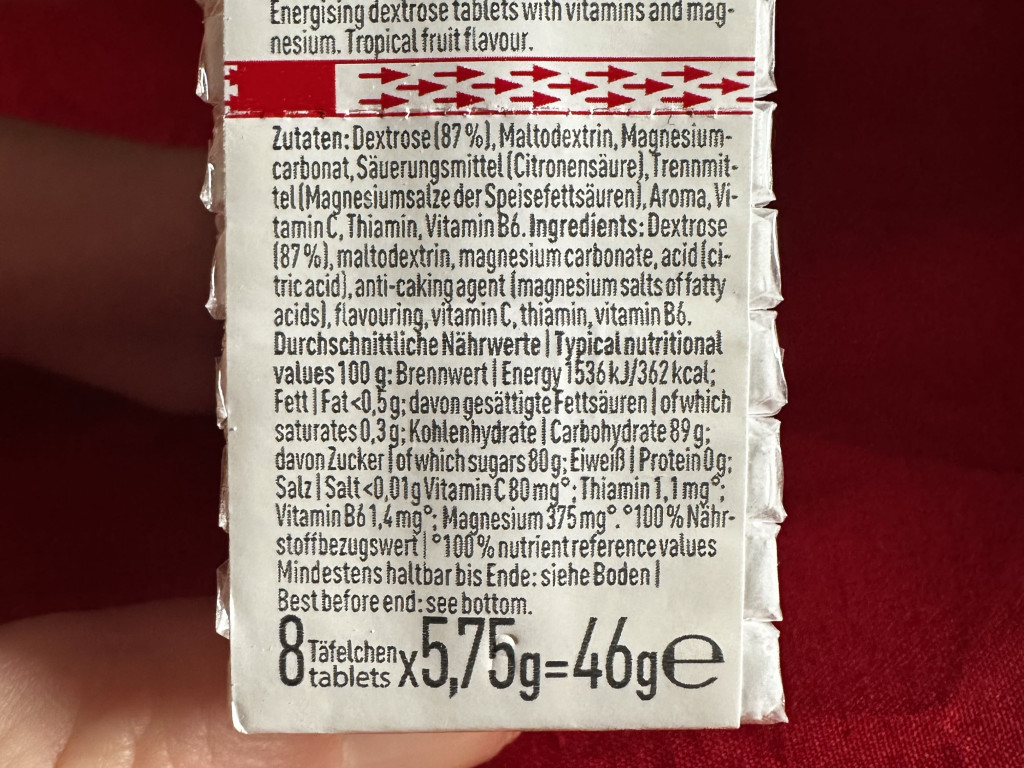 Energising dextrose tablets with vitamins and mag-
nesium. Tropical fruit flavour.
Zutaten: Dextrose (87 %), Maltodextrin, Magnesium-
carbonat, Säuerungsmittel (Citronensäure), Trennmit-
tel (Magnesiumsalze der Speisefettsäuren), Aroma, Vi-
tamin C, Thiamin, Vitamin B6. Ingredients: Dextrose
(87 %), maltodextrin, magnesium carbonate, acid (ci-
tric acid), anti-caking agent (magnesium salts of fatty
acids), flavouring, vitamin C, thiamin, vitamin B6.
Durchschnittliche Nährwerte | Typical nutritional
values 100 g: Brennwert | Energy 1536 kJ/362 kcal;
Fett | Fat <0,5 g; davon gesättigte Fettsäuren | of which
saturates 0,3 g; Kohlenhydrate | Carbohydrate 89 g;
davon Zucker | of which sugars 80 g; Eiweiß | Protein 0 g;
Salz | Salt <0,01 g Vitamin C 80 mg°; Thiamin 1,1 mg°;
Vitamin B6 1,4 mg°; Magnesium 375 mg°. °100 % Nähr-
stoffbezugswert | °100 % nutrient reference values
Mindestens haltbar bis Ende: siehe Boden |
Best before end: see bottom.
8 Täfelchen tablets x 5,75g = 46g e